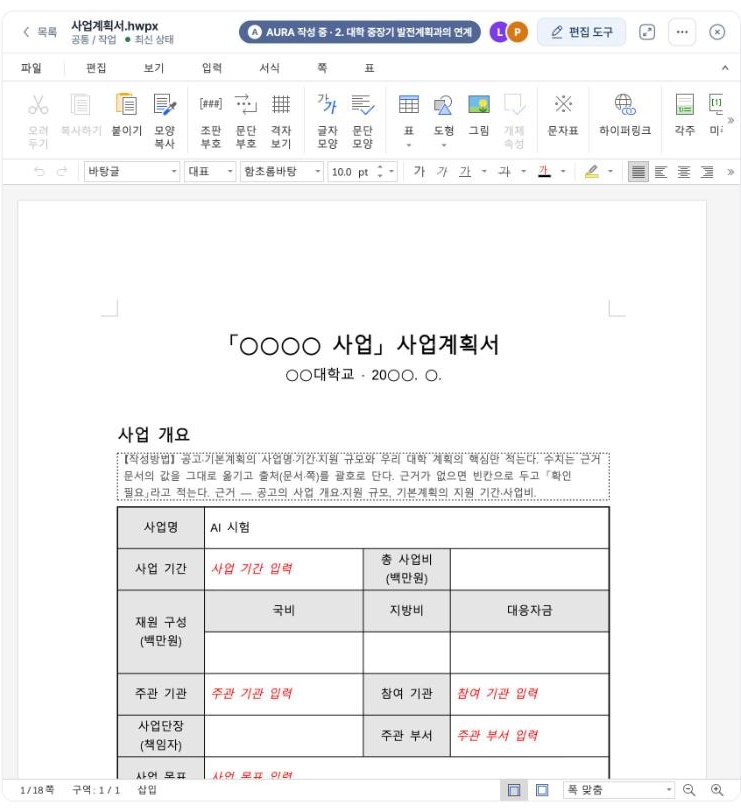 목록
사업계획서.hwpx
공통 / 작업 최신 상태
A AURA 작성 중 · 2. 대학 중장기 발전계획과의 연계
L P
편집 도구
파일 편집 보기 입력 서식 쪽 표
오려 두기
복사하기
붙이기
모양 복사
[###] 조판 부호
문단 부호
격자 보기
가가 글자 모양
문단 모양
표
도형
그림
개체 속성
문자표
하이퍼링크
각주
[1]
바탕글 대표 함초롬바탕 10.0 pt 가 가 가 가 가
「○○○○ 사업」 사업계획서
○○대학교 · 20○○. ○.
사업 개요
【작성방법】 공고·기본계획의 사업명·기간·지원 규모와 우리 대학 계획의 핵심만 적는다. 수치는 근거
문서의 값을 그대로 옮기고 출처(문서·쪽)를 괄호로 단다. 근거가 없으면 빈칸으로 두고 「확인
필요」라고 적는다. 근거 — 공고의 사업 개요·지원 규모, 기본계획의 지원 기간·사업비.
사업명 AI 시험
사업 기간 사업 기간 입력 총 사업비 (백만원)
재원 구성 (백만원) 국비 지방비 대응자금
주관 기관 주관 기관 입력 참여 기관 참여 기관 입력
사업단장 (책임자) 주관 부서 주관 부서 입력
사업 목표 사업 목표 입력
1/18쪽 구역: 1 / 1 삽입 폭 맞춤